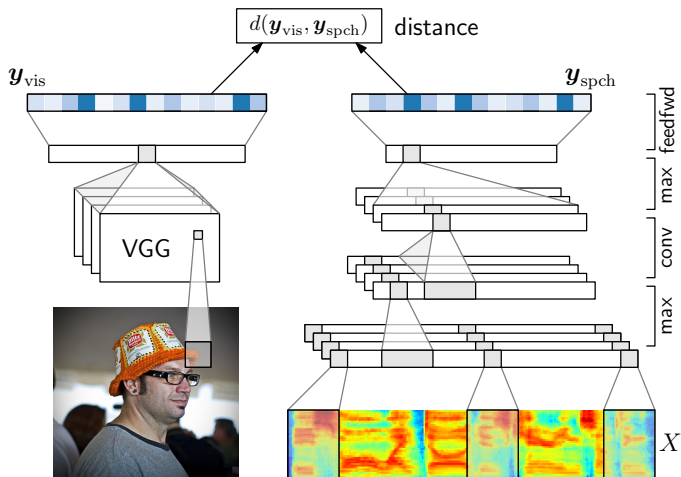 d(y_vis, y_spch) distance
y_vis
y_spch
feedfwd
max
conv
max
VGG
X